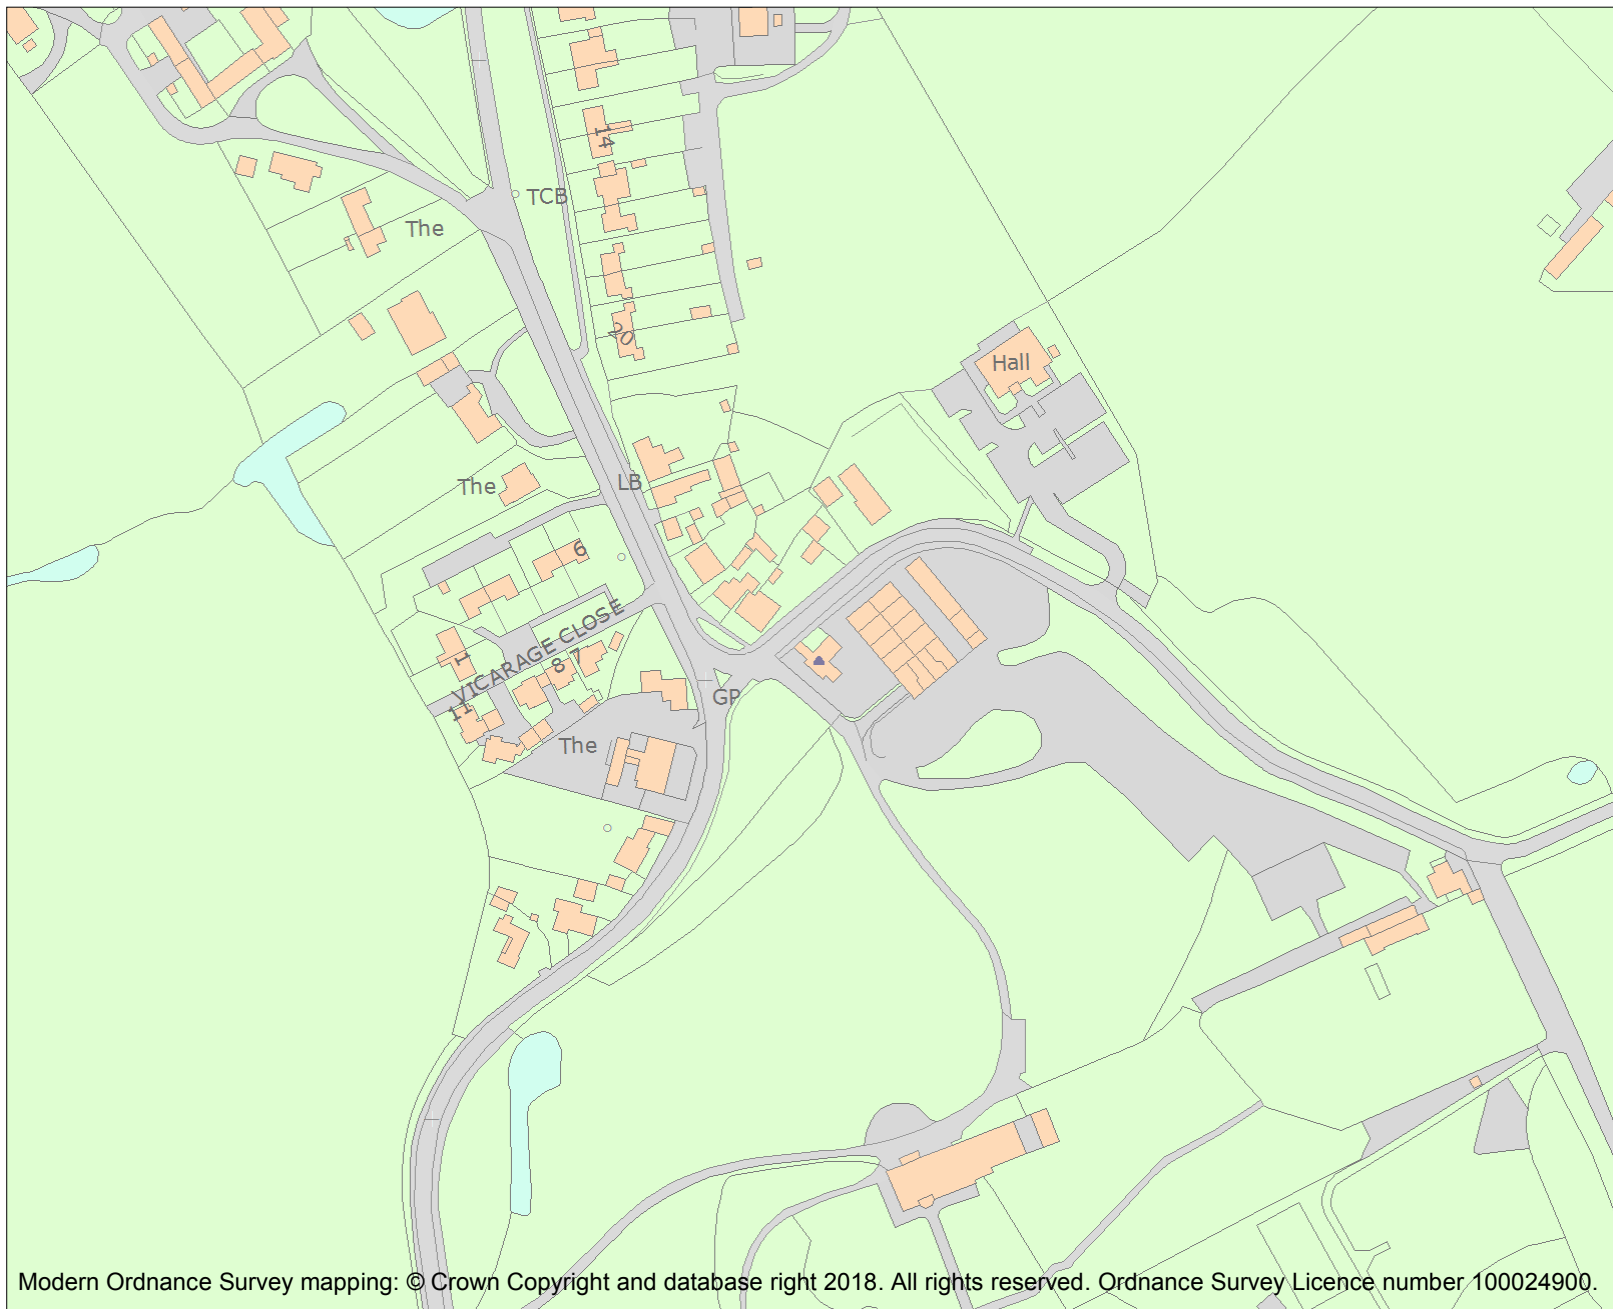 14
TCB
The
20
Hall
LB
The
6
VICARAGE CLOSE
1
8 7
11
GP
The
Modern Ordnance Survey mapping: © Crown Copyright and database right 2018. All rights reserved. Ordnance Survey Licence number 100024900.